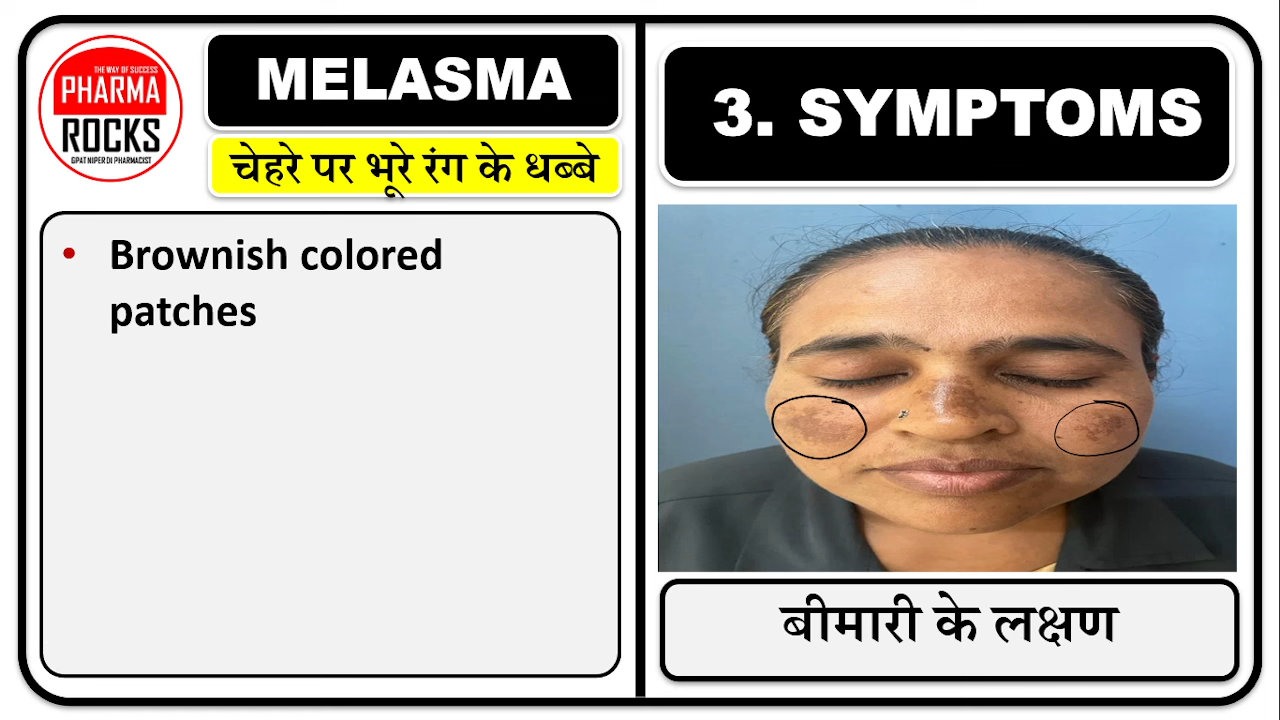 THE WAY OF SUCCESS
PHARMA
ROCKS
GPAT NIPER DI PHARMACIST
MELASMA
चेहरे पर भूरे रंग के धब्बे
• Brownish colored
patches
3. SYMPTOMS
बीमारी के लक्षण